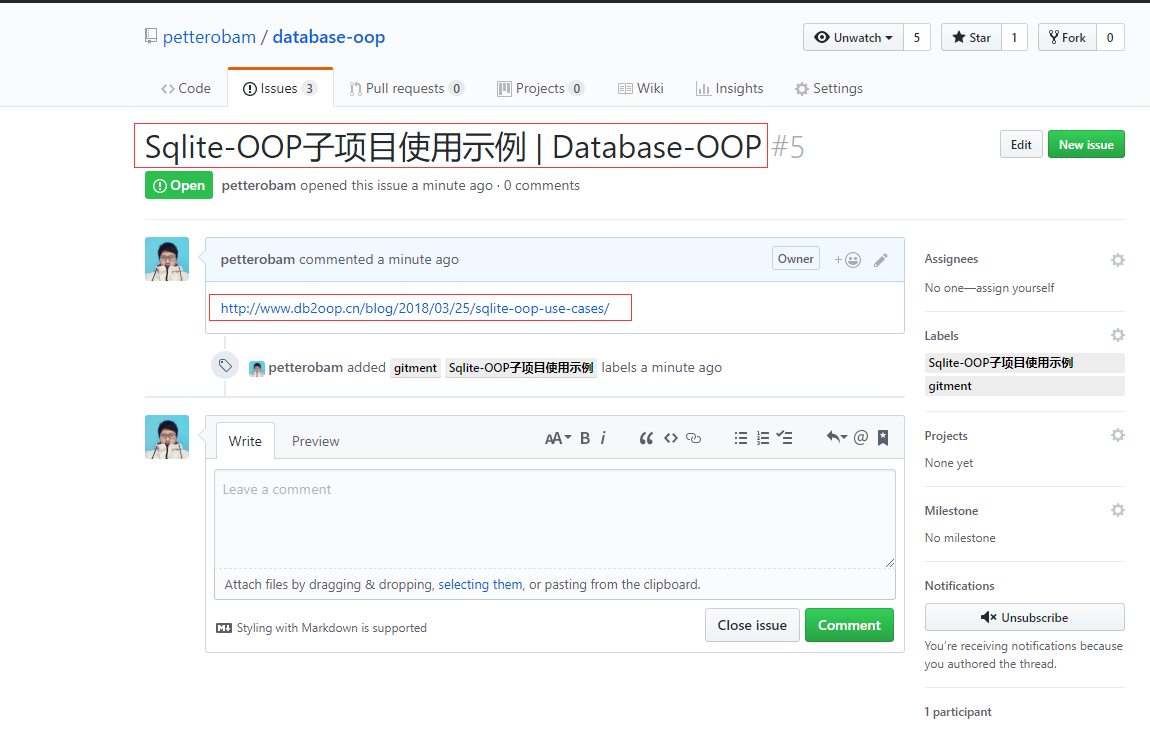 petterobam / database-oop
Unwatch 5 Star 1 Fork 0
Code Issues 3 Pull requests 0 Projects 0 Wiki Insights Settings
Sqlite-OOP子项目使用示例 | Database-OOP #5
Edit New issue
Open petterobam opened this issue a minute ago · 0 comments
petterobam commented a minute ago
Owner
http://www.db2oop.cn/blog/2018/03/25/sqlite-oop-use-cases/
petterobam added gitment Sqlite-OOP子项目使用示例 labels a minute ago
Write Preview
AA B i “ <> @
Leave a comment
Attach files by dragging & dropping, selecting them, or pasting from the clipboard.
Styling with Markdown is supported
Close issue Comment
Assignees
No one—assign yourself
Labels
Sqlite-OOP子项目使用示例
gitment
Projects
None yet
Milestone
No milestone
Notifications
Unsubscribe
You're receiving notifications because
you authored the thread.
1 participant